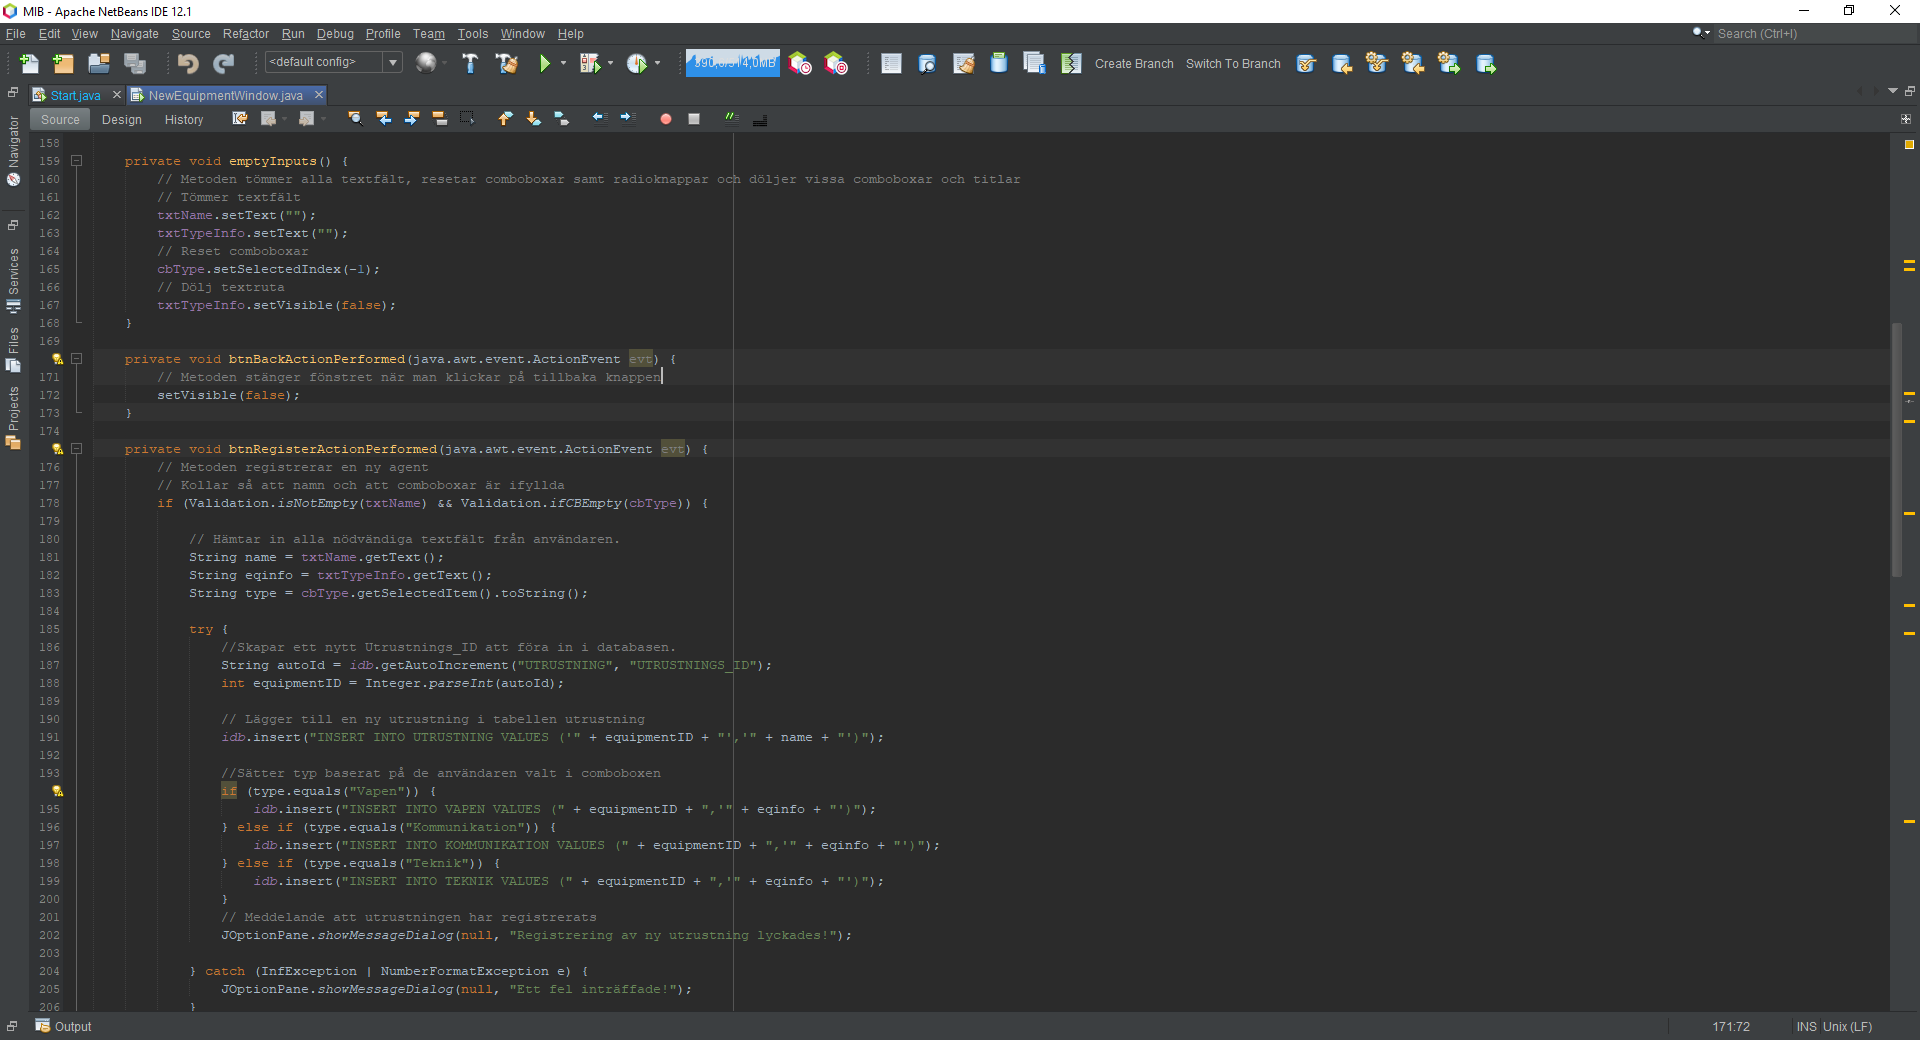 MIB - Apache NetBeans IDE 12.1
File Edit View Navigate Source Refactor Run Debug Profile Team Tools Window Help
Search (Ctrl+I)
<default config>
Create Branch Switch To Branch
Start.java
NewEquipmentWindow.java
Source Design History
Navigator
Services
Files
Projects
158
159 private void emptyInputs() {
160 // Metoden tömmer alla textfält, resetar comboboxar samt radioknappar och döljer vissa comboboxar och titlar
161 // Tömmer textfält
162 txtName.setText("");
163 txtTypeInfo.setText("");
164 // Reset comboboxar
165 cbType.setSelectedIndex(-1);
166 // Dölj textruta
167 txtTypeInfo.setVisible(false);
168 }
169
private void btnBackActionPerformed(java.awt.event.ActionEvent evt) {
171 // Metoden stänger fönstret när man klickar på tillbaka knappen
172 setVisible(false);
173 }
174
private void btnRegisterActionPerformed(java.awt.event.ActionEvent evt) {
176 // Metoden registrerar en ny agent
177 // Kollar så att namn och att comboboxar är ifyllda
178 if (Validation.isNotEmpty(txtName) && Validation.ifCBEmpty(cbType)) {
179
180 // Hämtar in alla nödvändiga textfält från användaren.
181 String name = txtName.getText();
182 String eqinfo = txtTypeInfo.getText();
183 String type = cbType.getSelectedItem().toString();
184
185 try {
186 //Skapar ett nytt Utrustnings_ID att föra in i databasen.
187 String autoId = idb.getAutoIncrement("UTRUSTNING", "UTRUSTNINGS_ID");
188 int equipmentID = Integer.parseInt(autoId);
189
190 // Lägger till en ny utrustning i tabellen utrustning
191 idb.insert("INSERT INTO UTRUSTNING VALUES ('" + equipmentID + "','" + name + "')");
192
193 //Sätter typ baserat på de användaren valt i comboboxen
if (type.equals("Vapen")) {
195 idb.insert("INSERT INTO VAPEN VALUES (" + equipmentID + ",'" + eqinfo + "')");
196 } else if (type.equals("Kommunikation")) {
197 idb.insert("INSERT INTO KOMMUNIKATION VALUES (" + equipmentID + ",'" + eqinfo + "')");
198 } else if (type.equals("Teknik")) {
199 idb.insert("INSERT INTO TEKNIK VALUES (" + equipmentID + ",'" + eqinfo + "')");
200 }
201 // Meddelande att utrustningen har registrerats
202 JOptionPane.showMessageDialog(null, "Registrering av ny utrustning lyckades!");
203
204 } catch (InfException | NumberFormatException e) {
205 JOptionPane.showMessageDialog(null, "Ett fel inträffade!");
206 }
Output
171:72 INS Unix (LF)